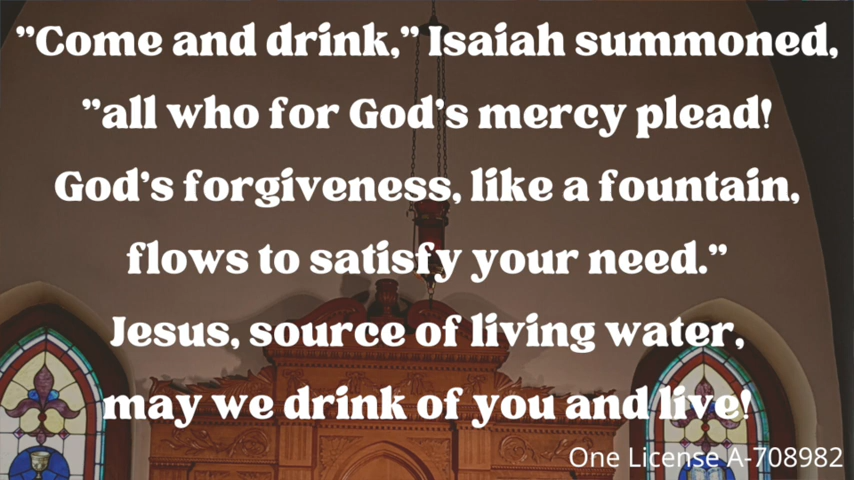 "Come and drink," Isaiah summoned,
"all who for God's mercy plead!
God's forgiveness, like a fountain,
flows to satisfy your need."
Jesus, source of living water,
may we drink of you and live!
One License A-708982